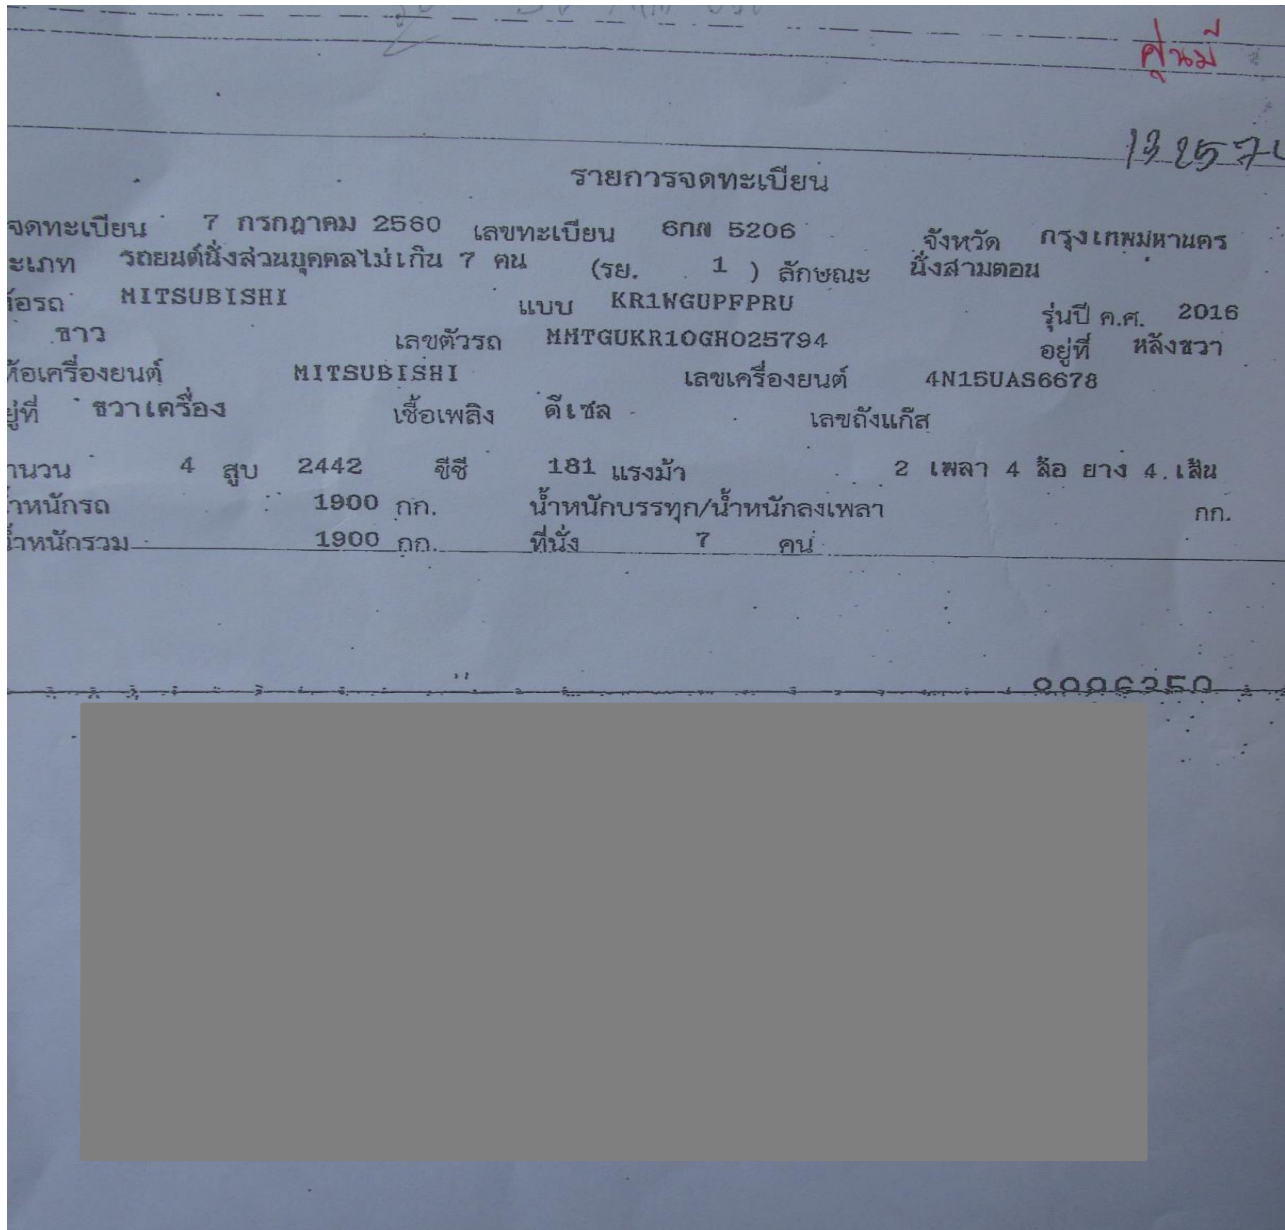 ศูนมี
รายการจดทะเบียน
จดทะเบียน 7 กรกฎาคม 2560 เลขทะเบียน 6กต 5206 จังหวัด กรุงเทพมหานคร
ะเภท รถยนต์นั่งส่วนบุคคลไม่เกิน 7 คน (รย. 1 ) ลักษณะ นั่งสามตอน
MITSUBISHI แบบ KR1WGUPFPRU รุ่นปี ค.ศ. 2016
ขาว เลขตัวรถ MMTGUKR10GH025794 อยู่ที่ หลังขวา
ห้อเครื่องยนต์ MITSUBISHI เลขเครื่องยนต์ 4N15UAS6678
ยู่ที่ ขวาเครื่อง เชื้อเพลิง ดีเซล เลขถังแก๊ส
านวน 4 สูบ 2442 ซีซี 181 แรงม้า 2 เพลา 4 ล้อ ยาง 4 เส้น
้ำหนักรถ 1900 กก. น้ำหนักบรรทุก/น้ำหนักลงเพลา กก.
้ำหนักรวม 1900 กก. ที่นั่ง 7 คน